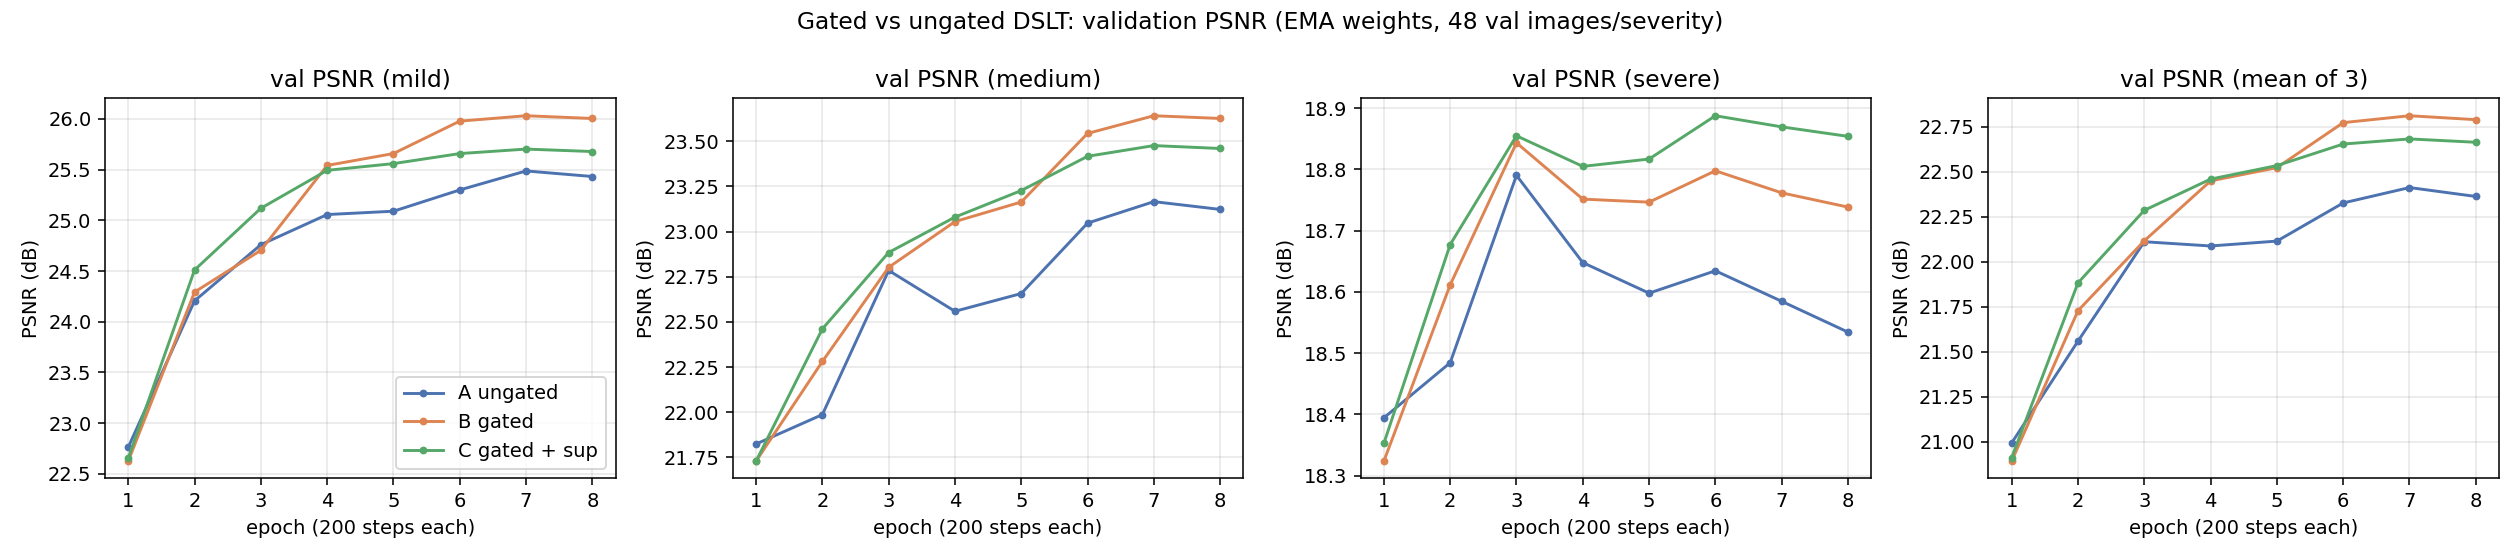 Gated vs ungated DSLT: validation PSNR (EMA weights, 48 val images/severity)
val PSNR (mild)
PSNR (dB)
26.0
25.5
25.0
24.5
24.0
23.5
23.0
22.5
A ungated
B gated
C gated + sup
1 2 3 4 5 6 7 8
epoch (200 steps each)
val PSNR (medium)
PSNR (dB)
23.50
23.25
23.00
22.75
22.50
22.25
22.00
21.75
1 2 3 4 5 6 7 8
epoch (200 steps each)
val PSNR (severe)
PSNR (dB)
18.9
18.8
18.7
18.6
18.5
18.4
18.3
1 2 3 4 5 6 7 8
epoch (200 steps each)
val PSNR (mean of 3)
PSNR (dB)
22.75
22.50
22.25
22.00
21.75
21.50
21.25
21.00
1 2 3 4 5 6 7 8
epoch (200 steps each)